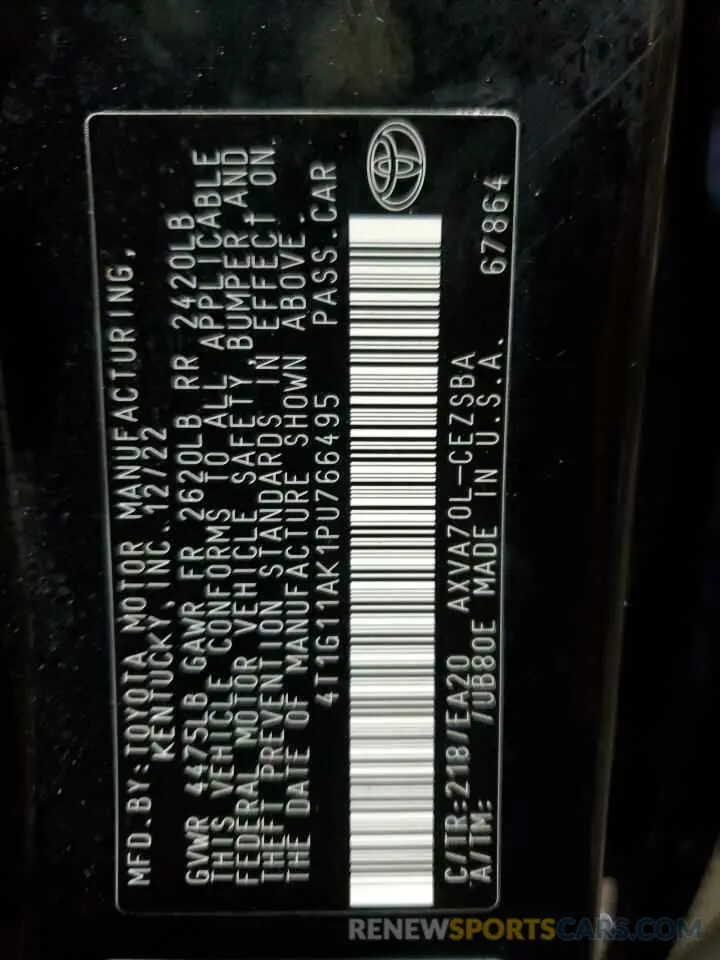 MFD.BY:TOYOTA MOTOR MANUFACTURING,
KENTUCKY, INC. 12/22
GVWR 4475LB GAWR FR 2620LB RR 2420LB
THIS VEHICLE CONFORMS TO ALL APPLICABLE
FEDERAL MOTOR VEHICLE SAFETY, BUMPER, AND
THEFT PREVENTION STANDARDS IN EFFECT ON
THE DATE OF MANUFACTURE SHOWN ABOVE.
4T1G11AK1PU766495 PASS.CAR
C/TR:218/EA20 AXVA70L-CEZSBA
A/TM: /UB80E MADE IN U.S.A. 67864
RENEWSPORTSCARS.COM